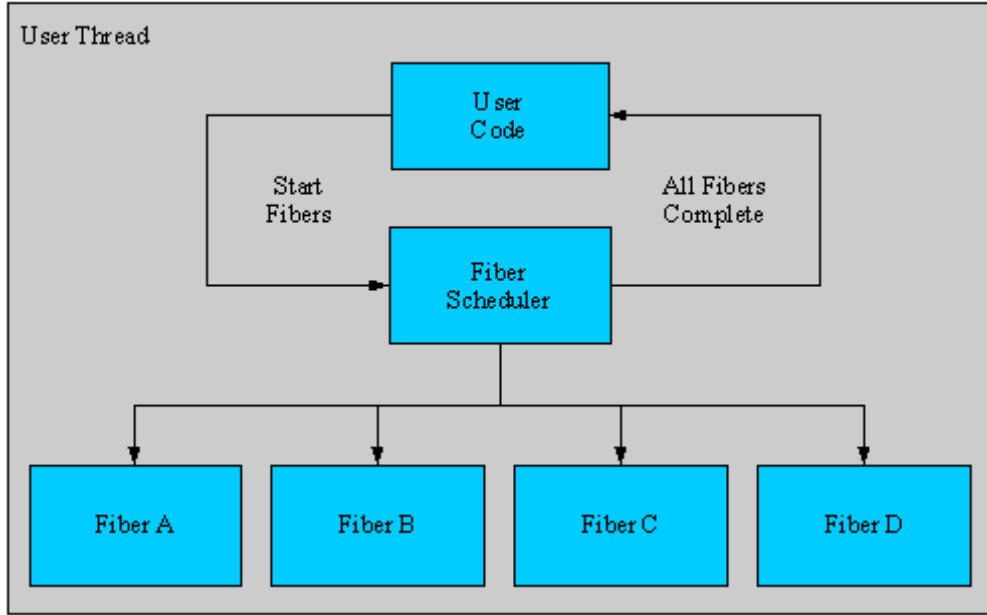 User Thread
User
Code
Start
Fibers
All Fibers
Complete
Fiber
Scheduler
Fiber A
Fiber B
Fiber C
Fiber D